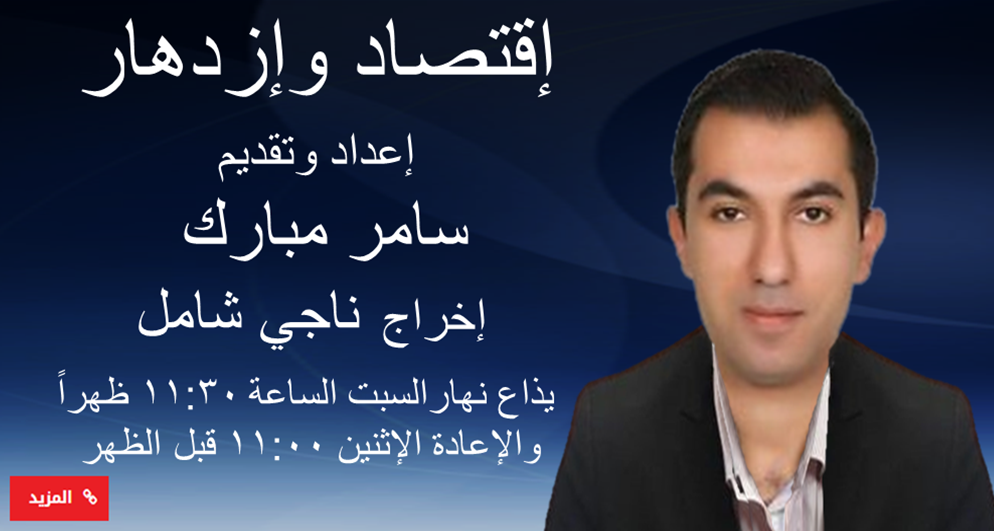 إقتصاد وإزدهار
إعداد وتقديم
سامر مبارك
إخراج ناجي شامل
يذاع نهار السبت الساعة ١١:٣٠ ظهراً
والإعادة الإثنين ١١:٠٠ قبل الظهر
المزيد